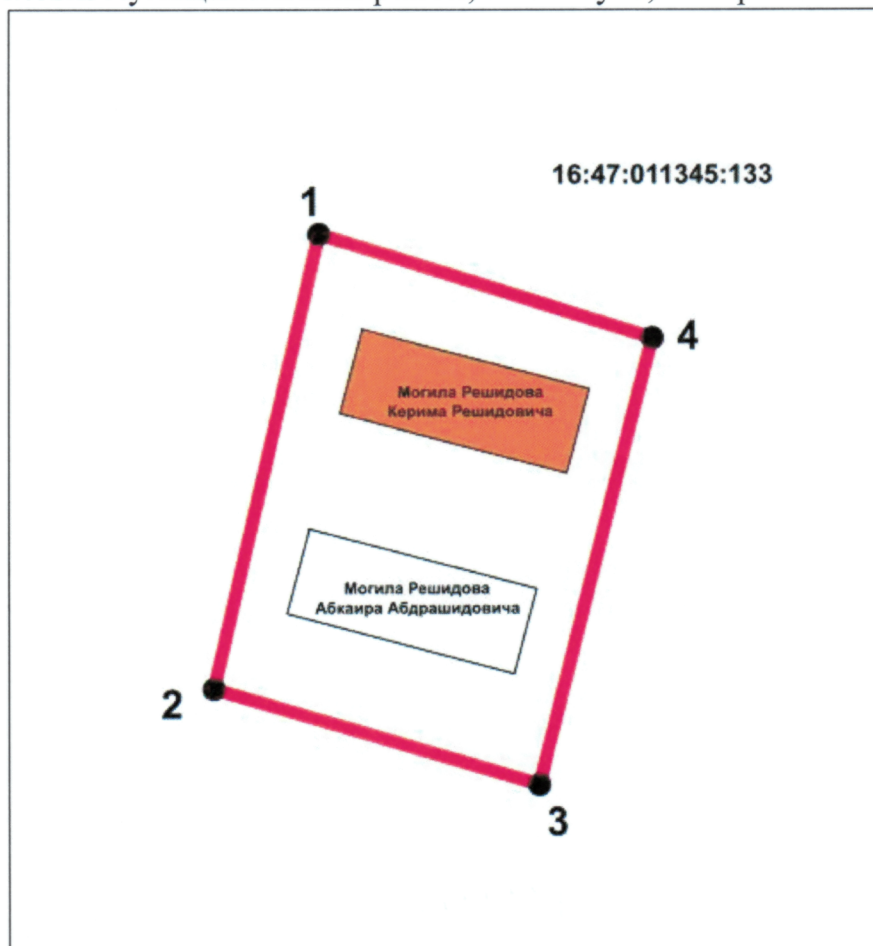 16:47:011345:133
1
4
Могила Решидова
Керима Решидовича
Могила Решидова
Абкаира Абдрашидовича
2
3